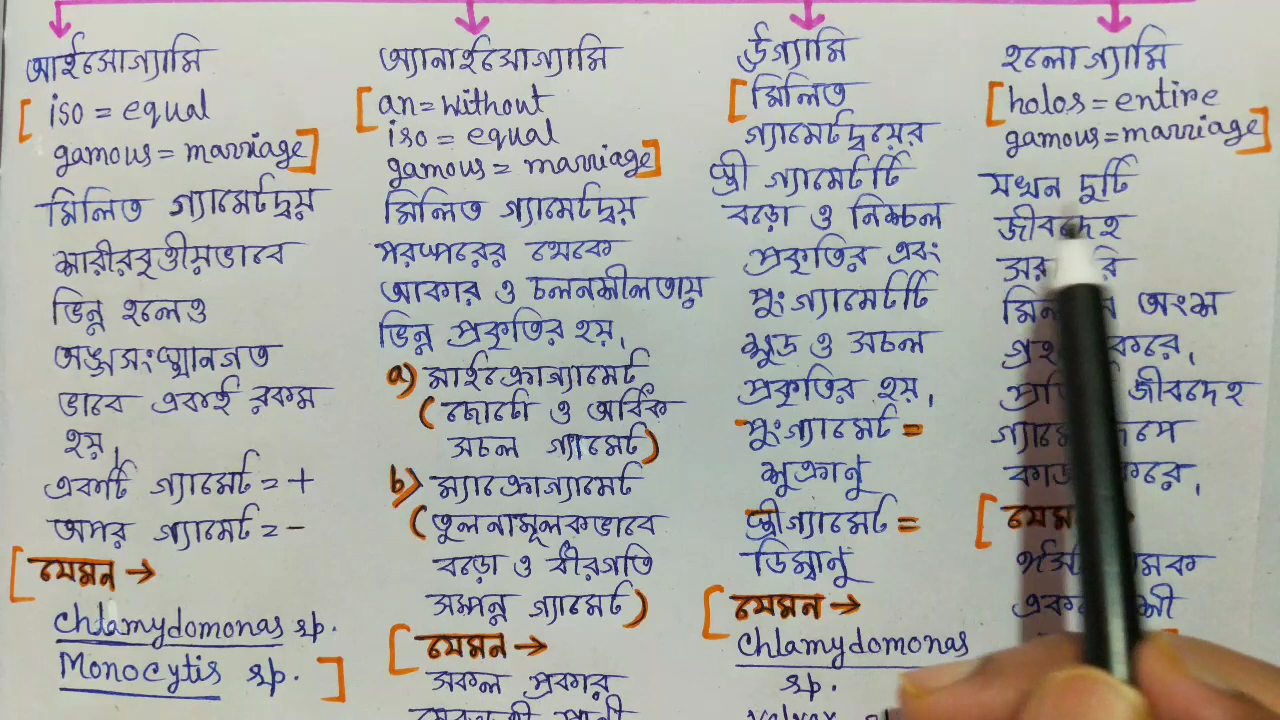 আইসোগ্যামি
[iso = equal
gamous = marriage]
মিলিত গ্যামেটদ্বয়
শারীরবৃত্তীয়ভাবে
ভিন্ন হলেও
অঙ্গসংস্থানগত
ভাবে একই রকম
হয়,
একটি গ্যামেট = +
অপর গ্যামেট = -
[যেমন →
Chlamydomonas sp.
Monocytis sp.]
অ্যানাইসোগ্যামি
[an = without
iso = equal
gamous = marriage]
মিলিত গ্যামেটদ্বয়
পরস্পরের থেকে
আকার ও চলনশীলতায়
ভিন্ন প্রকৃতির হয়,
a) মাইক্রোগ্যামেট
(ছোটো ও অধিক
সচল গ্যামেট)
b) ম্যাক্রোগ্যামেট
(তুলনামূলকভাবে
বড়ো ও ধীরগতি
সম্পন্ন গ্যামেট)
[যেমন →
সকল প্রকার
ঊগ্যামি
[মিলিত
গ্যামেটদ্বয়ের
স্ত্রী গ্যামেটটি
বড়ো ও নিশ্চল
প্রকৃতির এবং
পুং গ্যামেটটি
ক্ষুদ্র ও সচল
প্রকৃতির হয়,
পুংগ্যামেট =
শুক্রানু
স্ত্রীগ্যামেট =
ডিম্বানু
[যেমন →
Chlamydomonas
sp.
হলোগ্যামি
[holos = entire
gamous = marriage]
যখন দুটি
জীবদেহ
অংশ
করে,
জীবদেহ
করে,
[